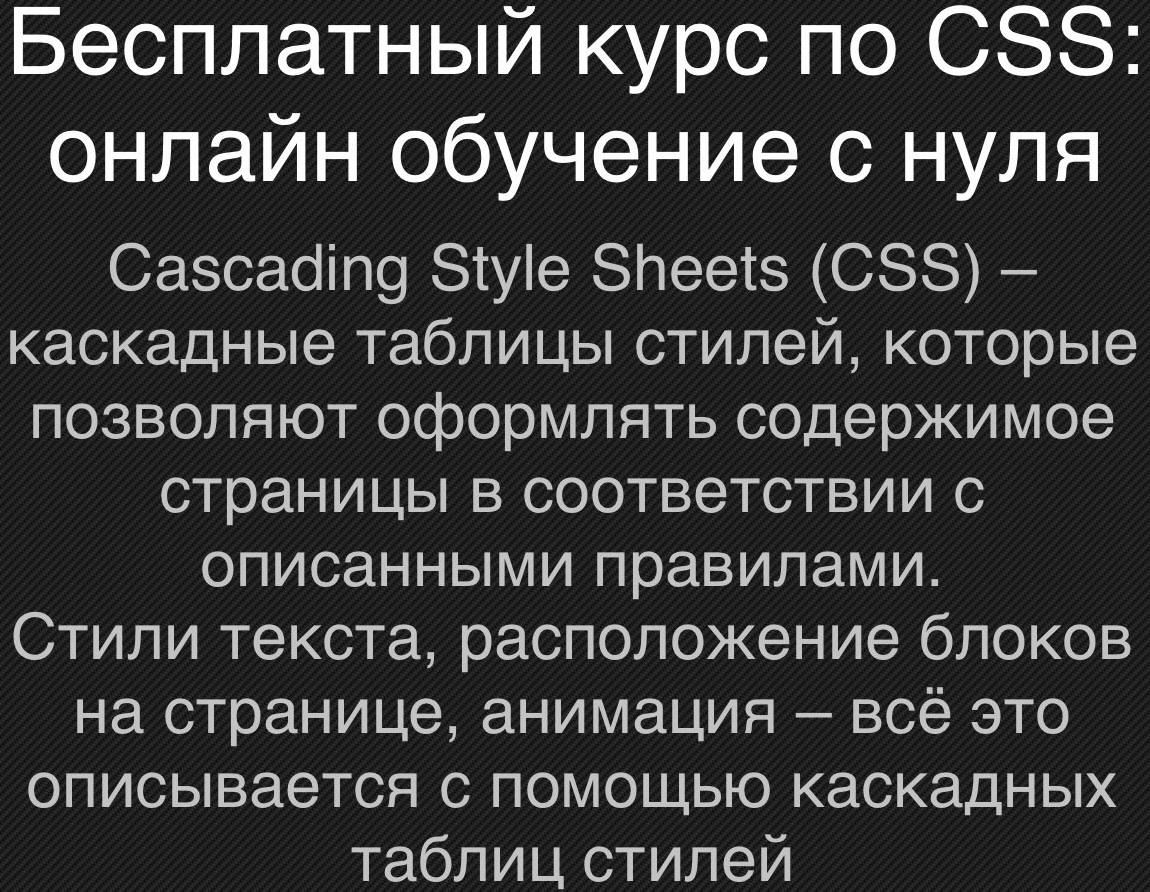 Бесплатный курс по CSS:
онлайн обучение с нуля
Cascading Style Sheets (CSS) –
каскадные таблицы стилей, которые
позволяют оформлять содержимое
страницы в соответствии с
описанными правилами.
Стили текста, расположение блоков
на странице, анимация – всё это
описывается с помощью каскадных
таблиц стилей